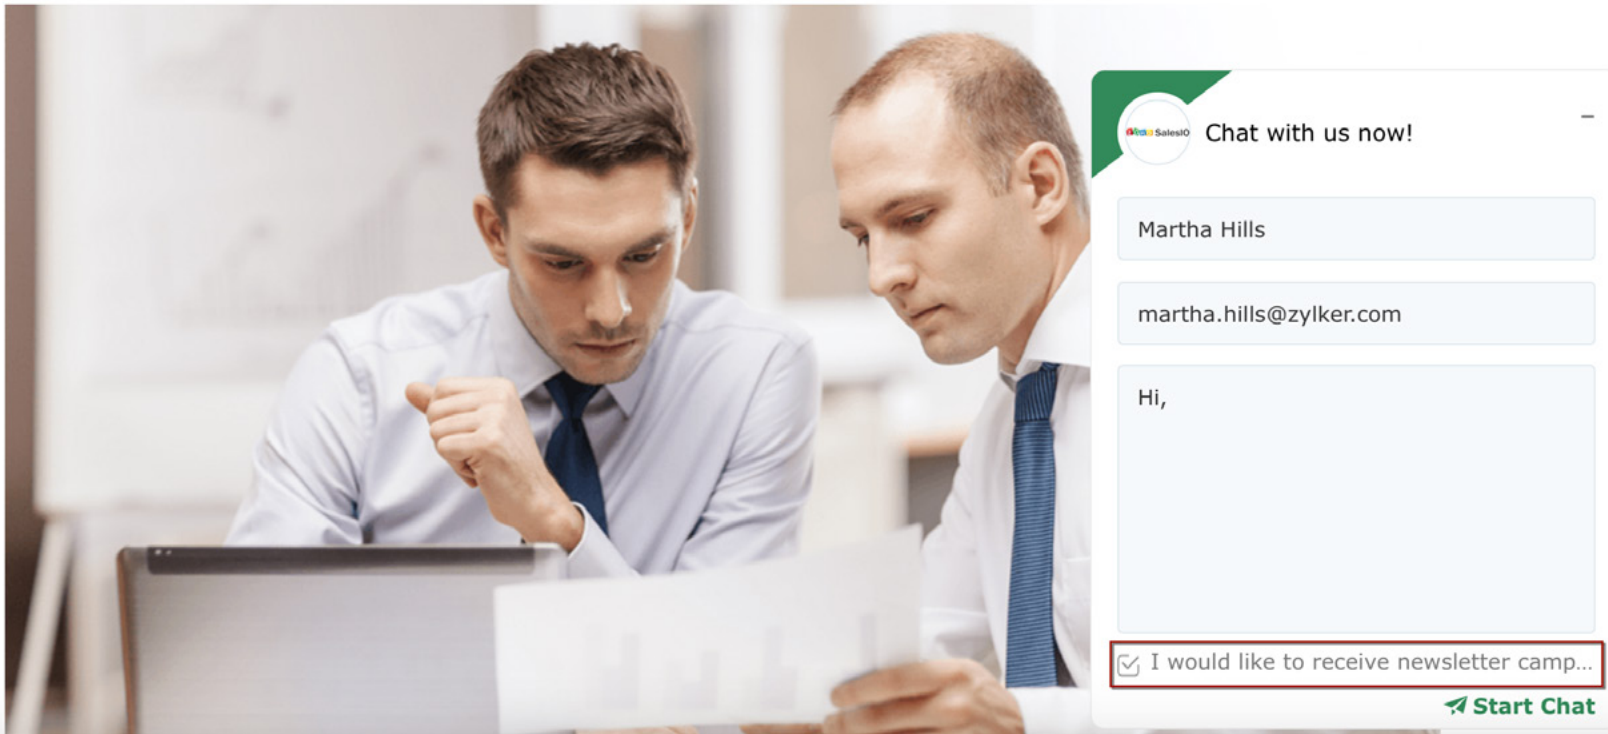 SalesIQ
Chat with us now!
Martha Hills
martha.hills@zylker.com
Hi,
I would like to receive newsletter camp...
Start Chat